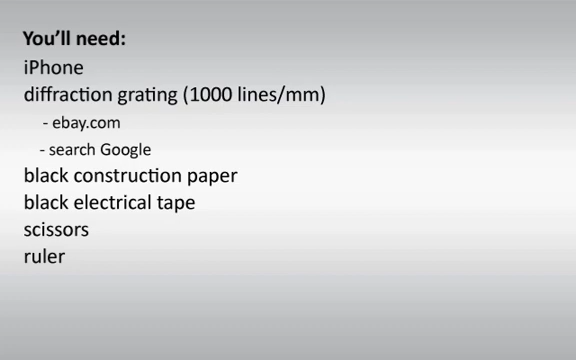 You'll need:
iPhone
diffraction grating (1000 lines/mm)
- ebay.com
- search Google
black construction paper
black electrical tape
scissors
ruler